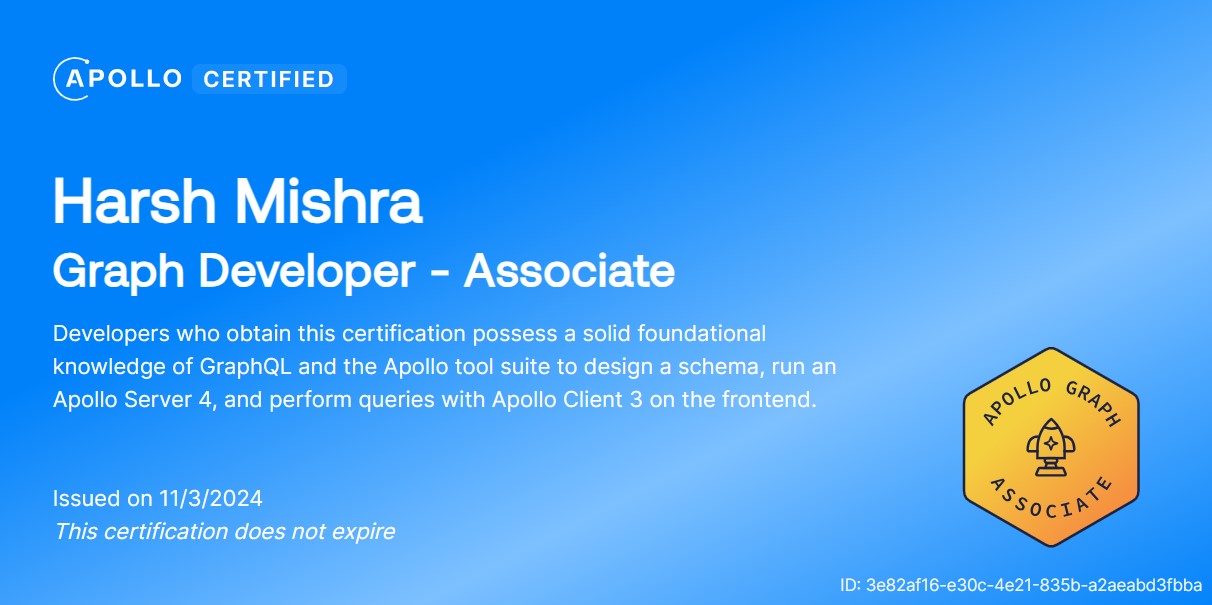 APOLLO CERTIFIED
Harsh Mishra
Graph Developer - Associate
Developers who obtain this certification possess a solid foundational
knowledge of GraphQL and the Apollo tool suite to design a schema, run an
Apollo Server 4, and perform queries with Apollo Client 3 on the frontend.
APOLLO GRAPH
ASSOCIATE
Issued on 11/3/2024
This certification does not expire
ID: 3e82af16-e30c-4e21-835b-a2aeabd3fbba